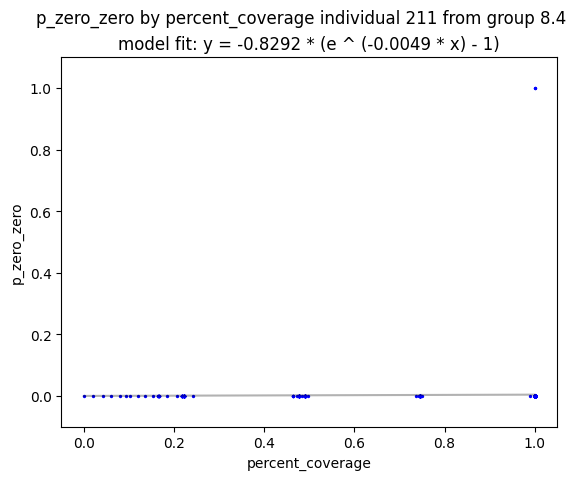 p_zero_zero by percent_coverage individual 211 from group 8.4
model fit: y = -0.8292 * (e ^ (-0.0049 * x) - 1)
1.0
0.8
0.6
0.4
0.2
0.0
p_zero_zero
0.0 0.2 0.4 0.6 0.8 1.0
percent_coverage